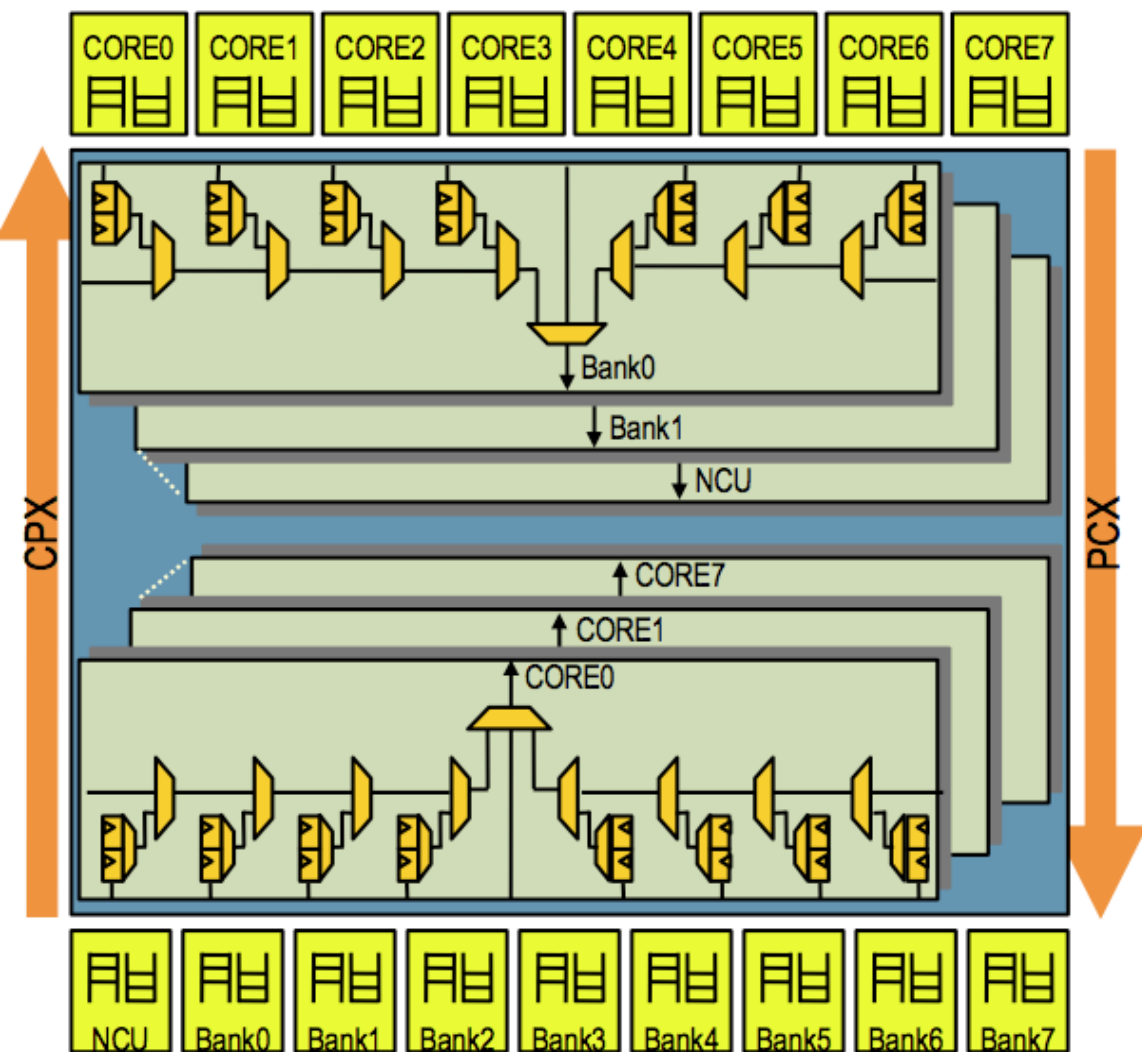 CORE0 CORE1 CORE2 CORE3 CORE4 CORE5 CORE6 CORE7
Bank0
Bank1
NCU
CPX
PCX
CORE7
CORE1
CORE0
NCU Bank0 Bank1 Bank2 Bank3 Bank4 Bank5 Bank6 Bank7